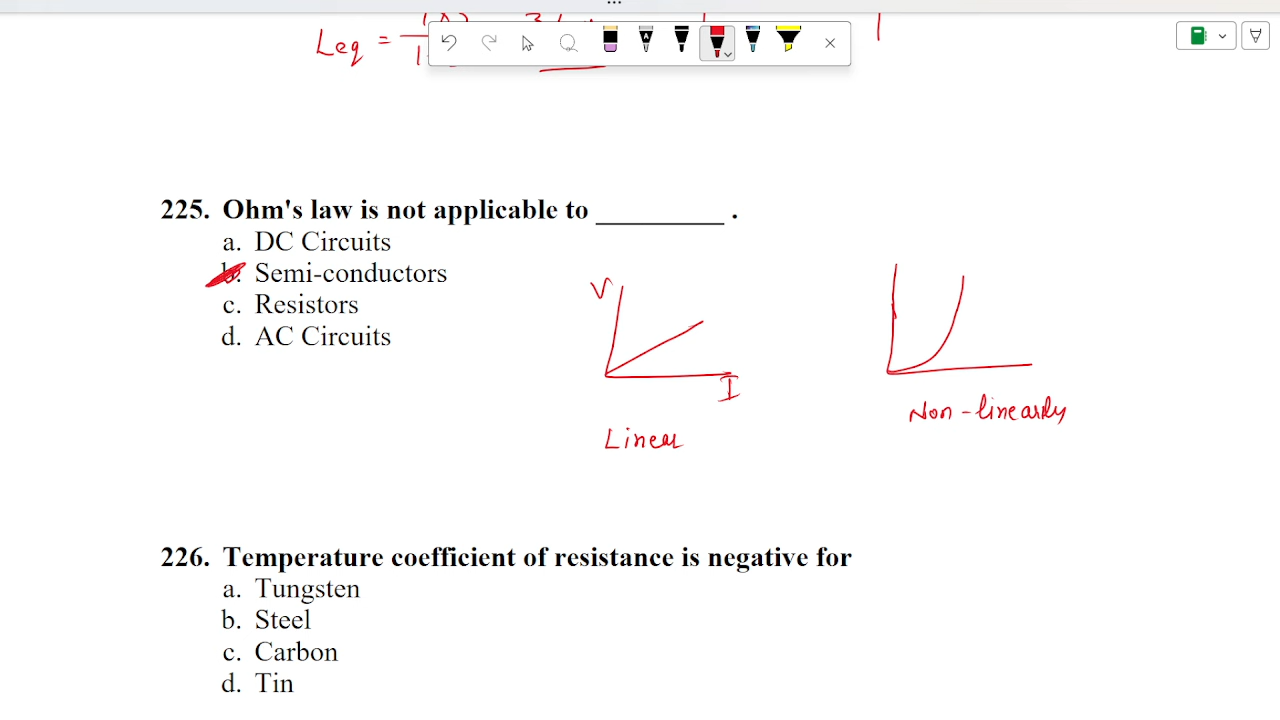 Leq =
225. Ohm's law is not applicable to _________ .
a. DC Circuits
b. Semi-conductors
c. Resistors
d. AC Circuits
V
I
Linear
Non-linearly
226. Temperature coefficient of resistance is negative for
a. Tungsten
b. Steel
c. Carbon
d. Tin